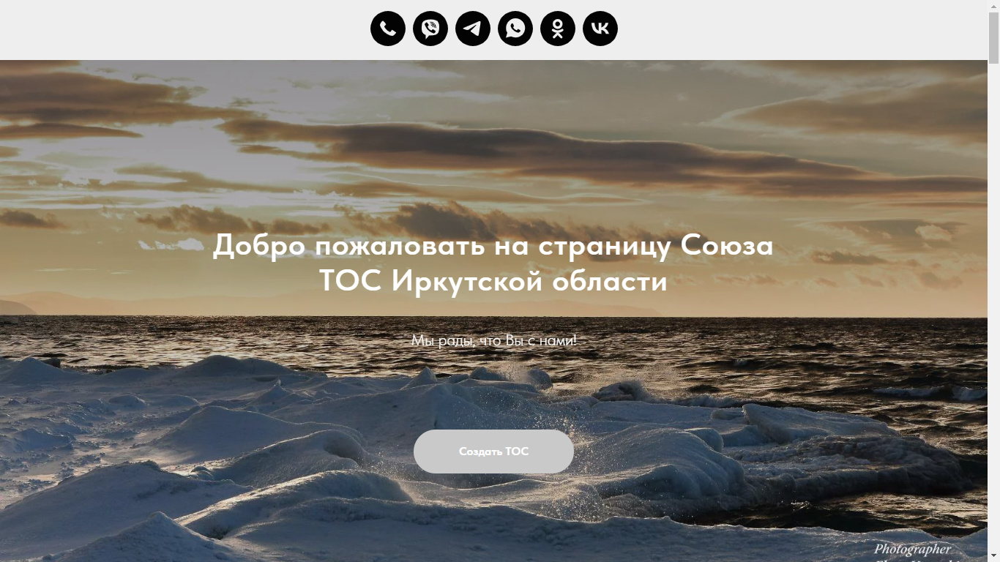 Добро пожаловать на страницу Союза
ТОС Иркутской области
Мы рады, что Вы с нами!
Создать ТОС
Photographer